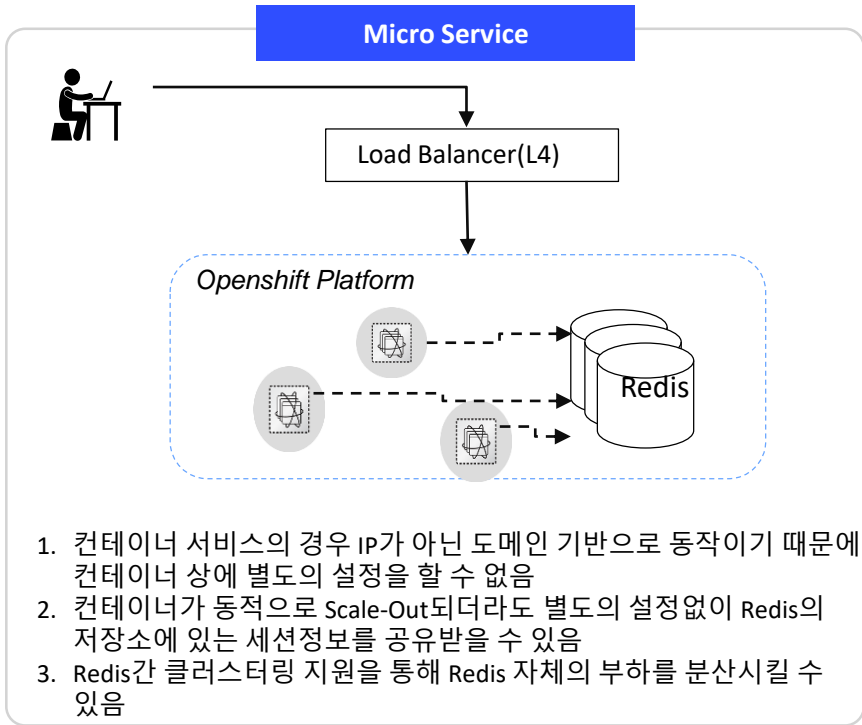 Micro Service
Load Balancer(L4)
Openshift Platform
Redis
1. 컨테이너 서비스의 경우 IP가 아닌 도메인 기반으로 동작이기 때문에
컨테이너 상에 별도의 설정을 할 수 없음
2. 컨테이너가 동적으로 Scale-Out되더라도 별도의 설정없이 Redis의
저장소에 있는 세션정보를 공유받을 수 있음
3. Redis간 클러스터링 지원을 통해 Redis 자체의 부하를 분산시킬 수
있음